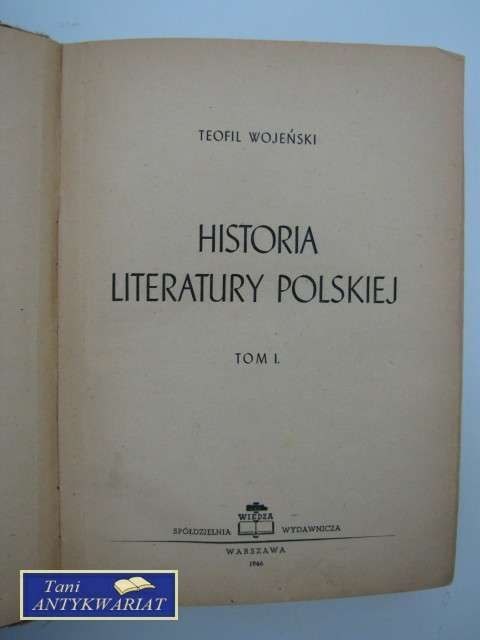 TEOFIL WOJEŃSKI
HISTORIA
LITERATURY POLSKIEJ
TOM I.
WIEDZA
SPÓŁDZIELNIA WYDAWNICZA
WARSZAWA
1946
Tani
ANTYKWARIAT